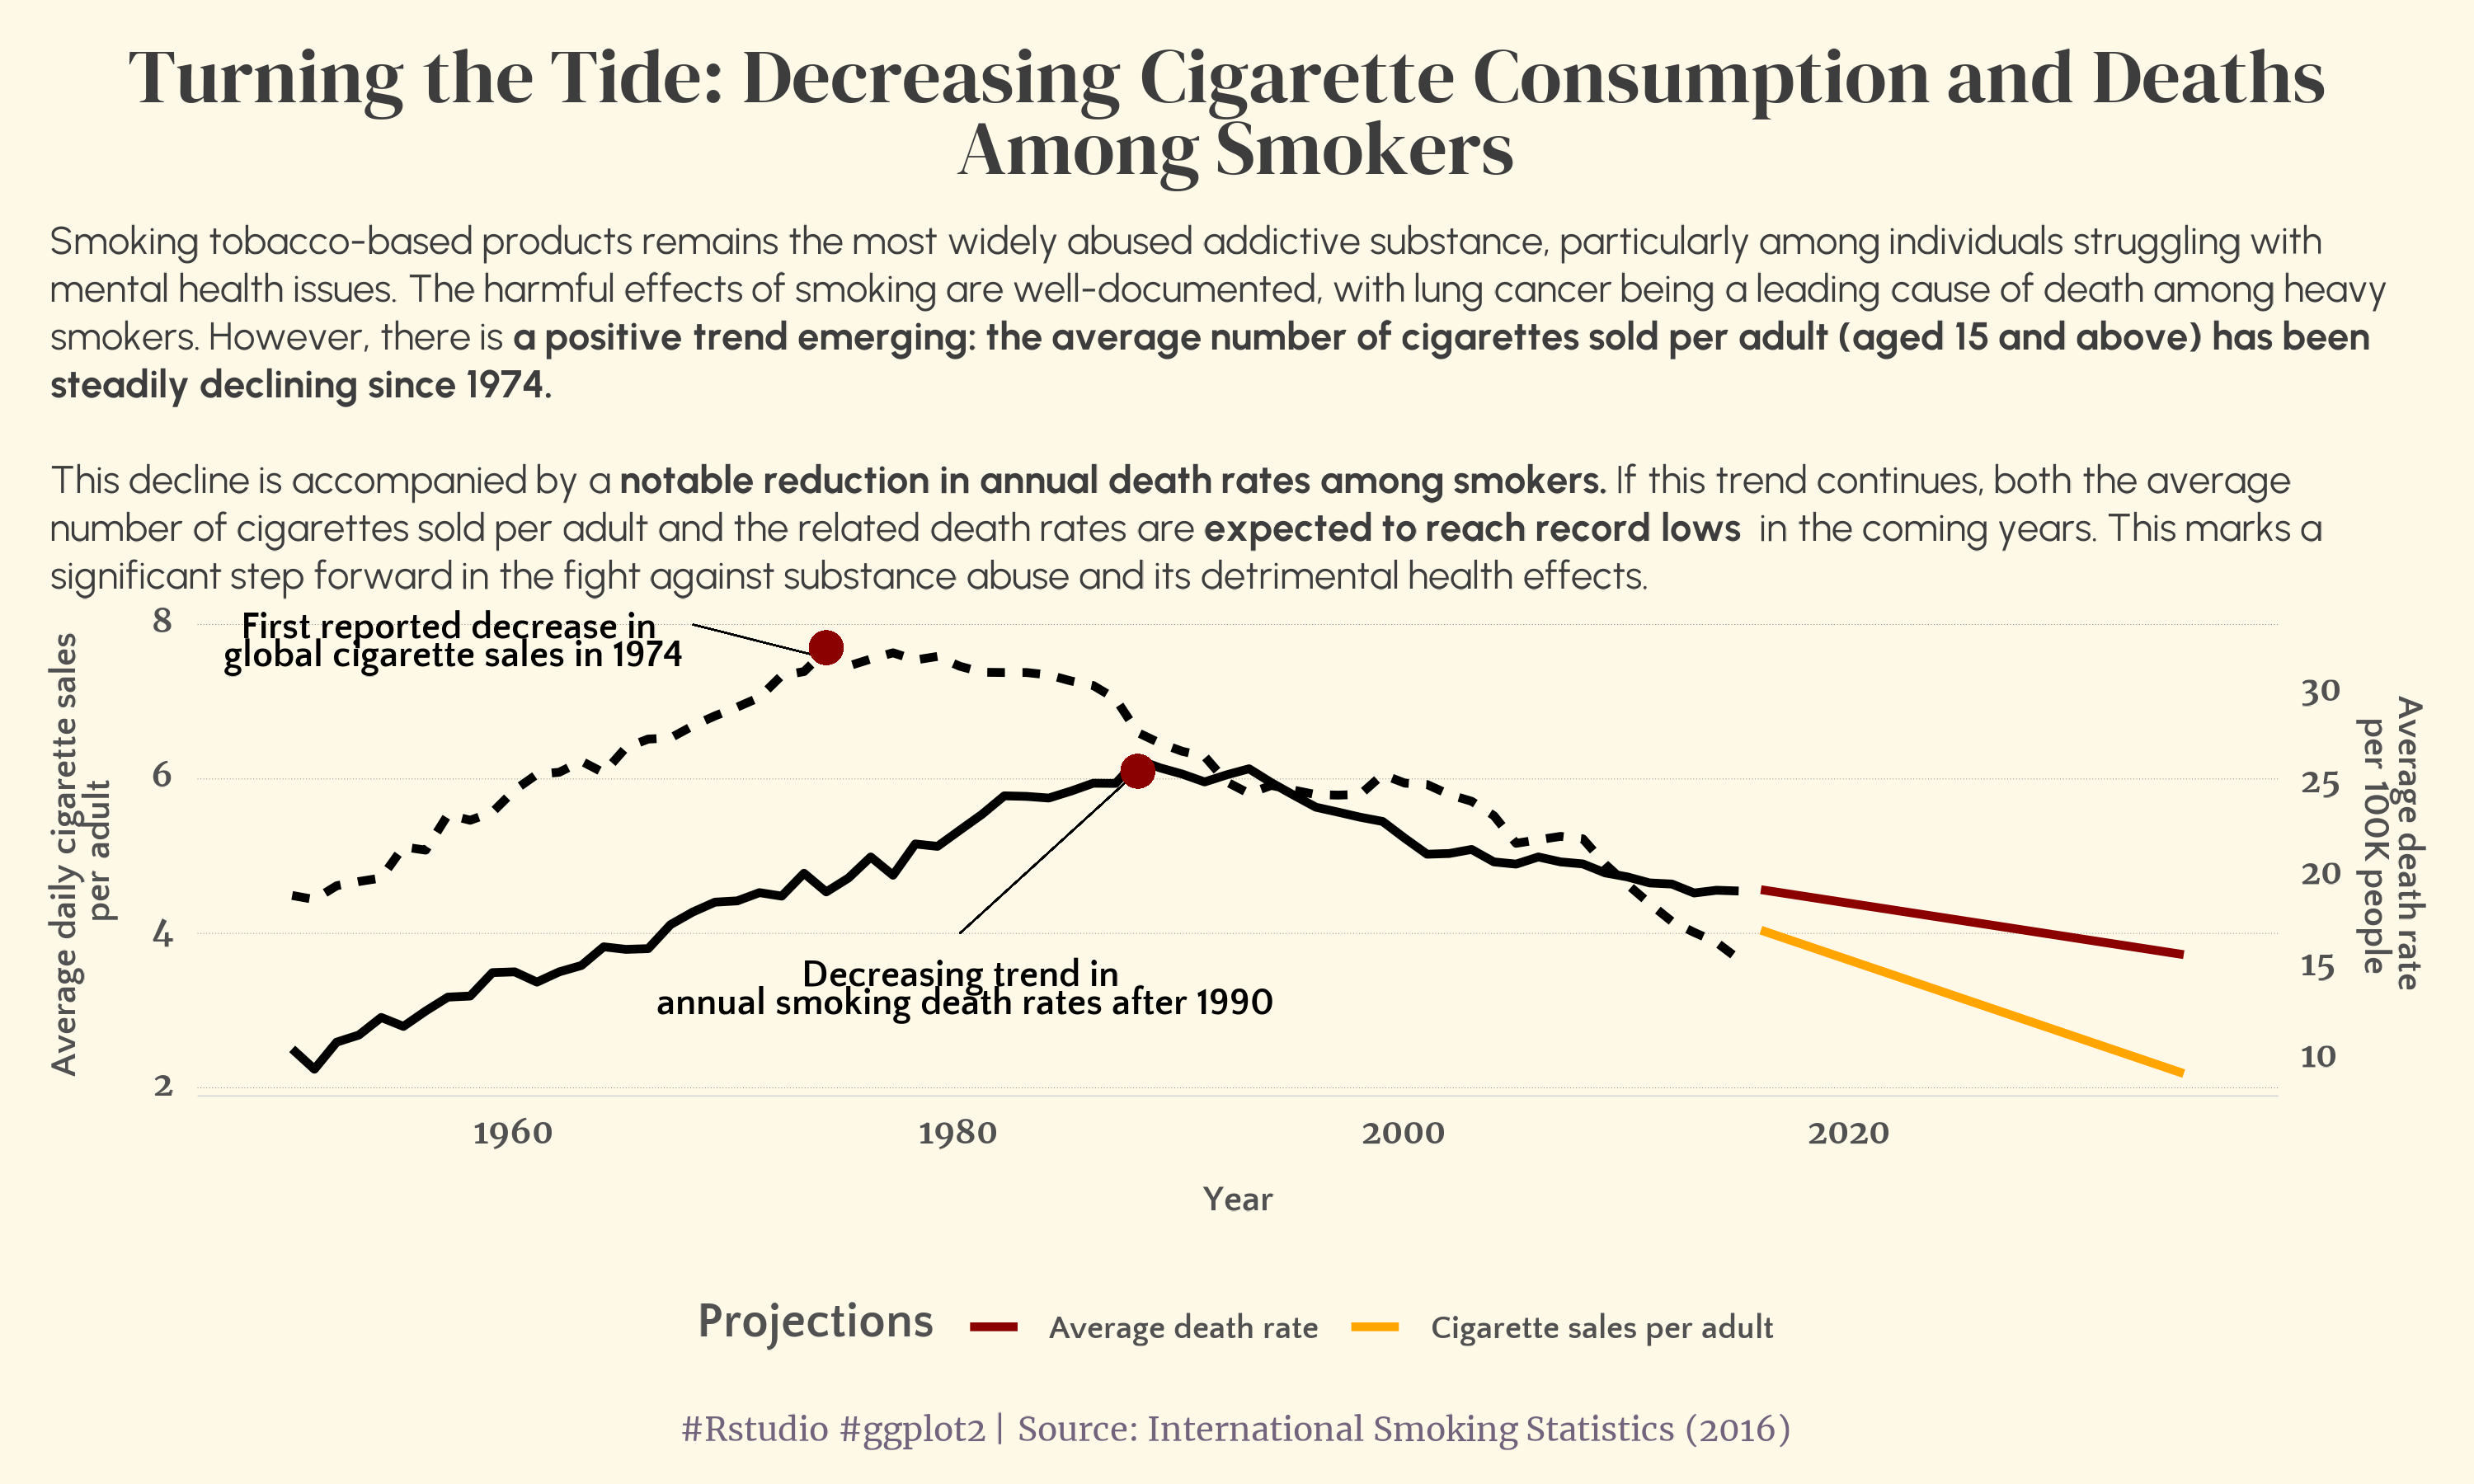 Turning the Tide: Decreasing Cigarette Consumption and Deaths
Among Smokers
Smoking tobacco-based products remains the most widely abused addictive substance, particularly among individuals struggling with
mental health issues. The harmful effects of smoking are well-documented, with lung cancer being a leading cause of death among heavy
smokers. However, there is a positive trend emerging: the average number of cigarettes sold per adult (aged 15 and above) has been
steadily declining since 1974.
This decline is accompanied by a notable reduction in annual death rates among smokers. If this trend continues, both the average
number of cigarettes sold per adult and the related death rates are expected to reach record lows in the coming years. This marks a
significant step forward in the fight against substance abuse and its detrimental health effects.
Average daily cigarette sales
per adult
8
6
4
2
First reported decrease in
global cigarette sales in 1974
Decreasing trend in
annual smoking death rates after 1990
30
25
20
15
10
Average death rate
per 100K people
1960
1980
2000
2020
Year
Projections
Average death rate
Cigarette sales per adult
#Rstudio #ggplot2 | Source: International Smoking Statistics (2016)